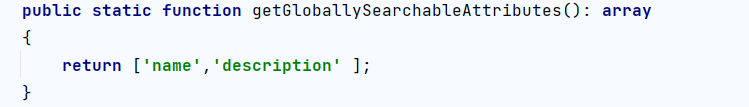 public static function getGloballySearchableAttributes(): array
{
    return ['name','description' ];
}